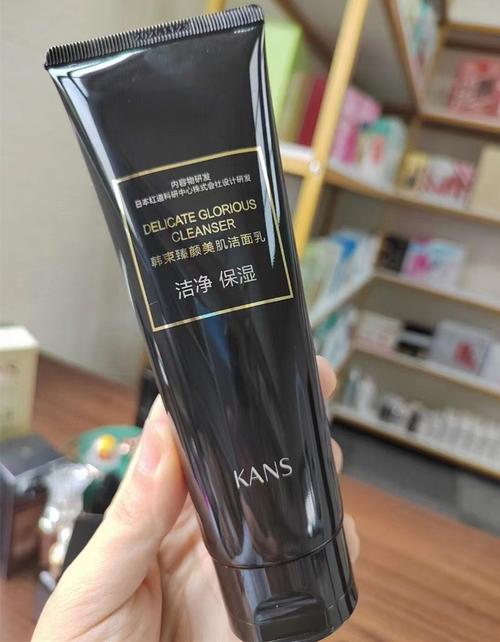 内容物研发
日本红道科研中心株式会社设计研发
DELICATE GLORIOUS
CLEANSER
韩束臻颜美肌洁面乳
洁净 保湿
KANS